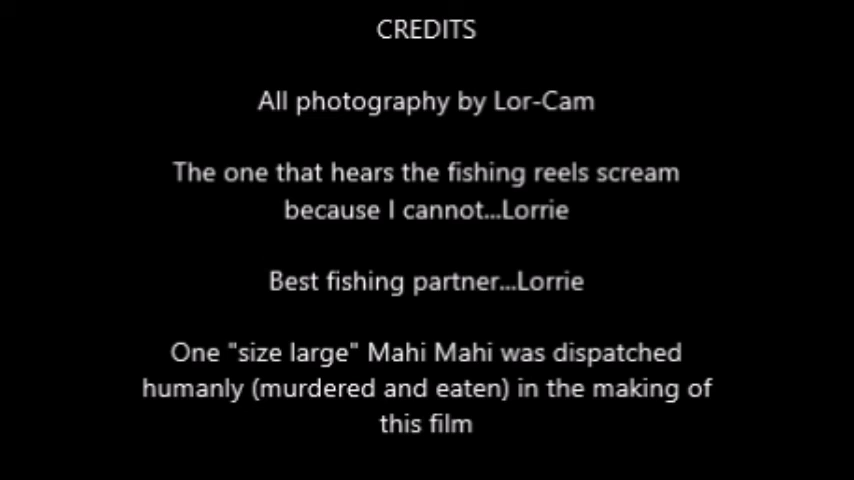 CREDITS
All photography by Lor-Cam
The one that hears the fishing reels scream
because I cannot...Lorrie
Best fishing partner...Lorrie
One "size large" Mahi Mahi was dispatched
humanly (murdered and eaten) in the making of
this film